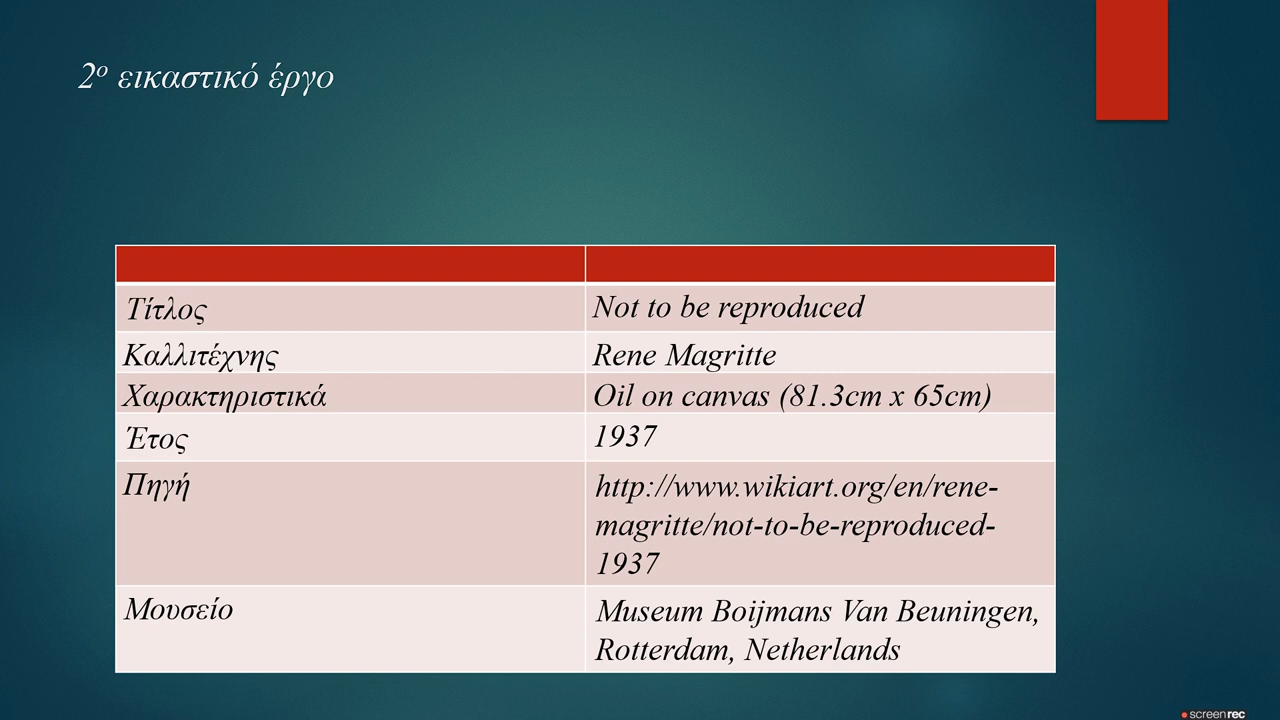 2ο εικαστικό έργο
Τίτλος
Not to be reproduced
Καλλιτέχνης
Rene Magritte
Χαρακτηριστικά
Oil on canvas (81.3cm x 65cm)
Έτος
1937
Πηγή
http://www.wikiart.org/en/rene-
magritte/not-to-be-reproduced-
1937
Μουσείο
Museum Boijmans Van Beuningen,
Rotterdam, Netherlands
screenrec